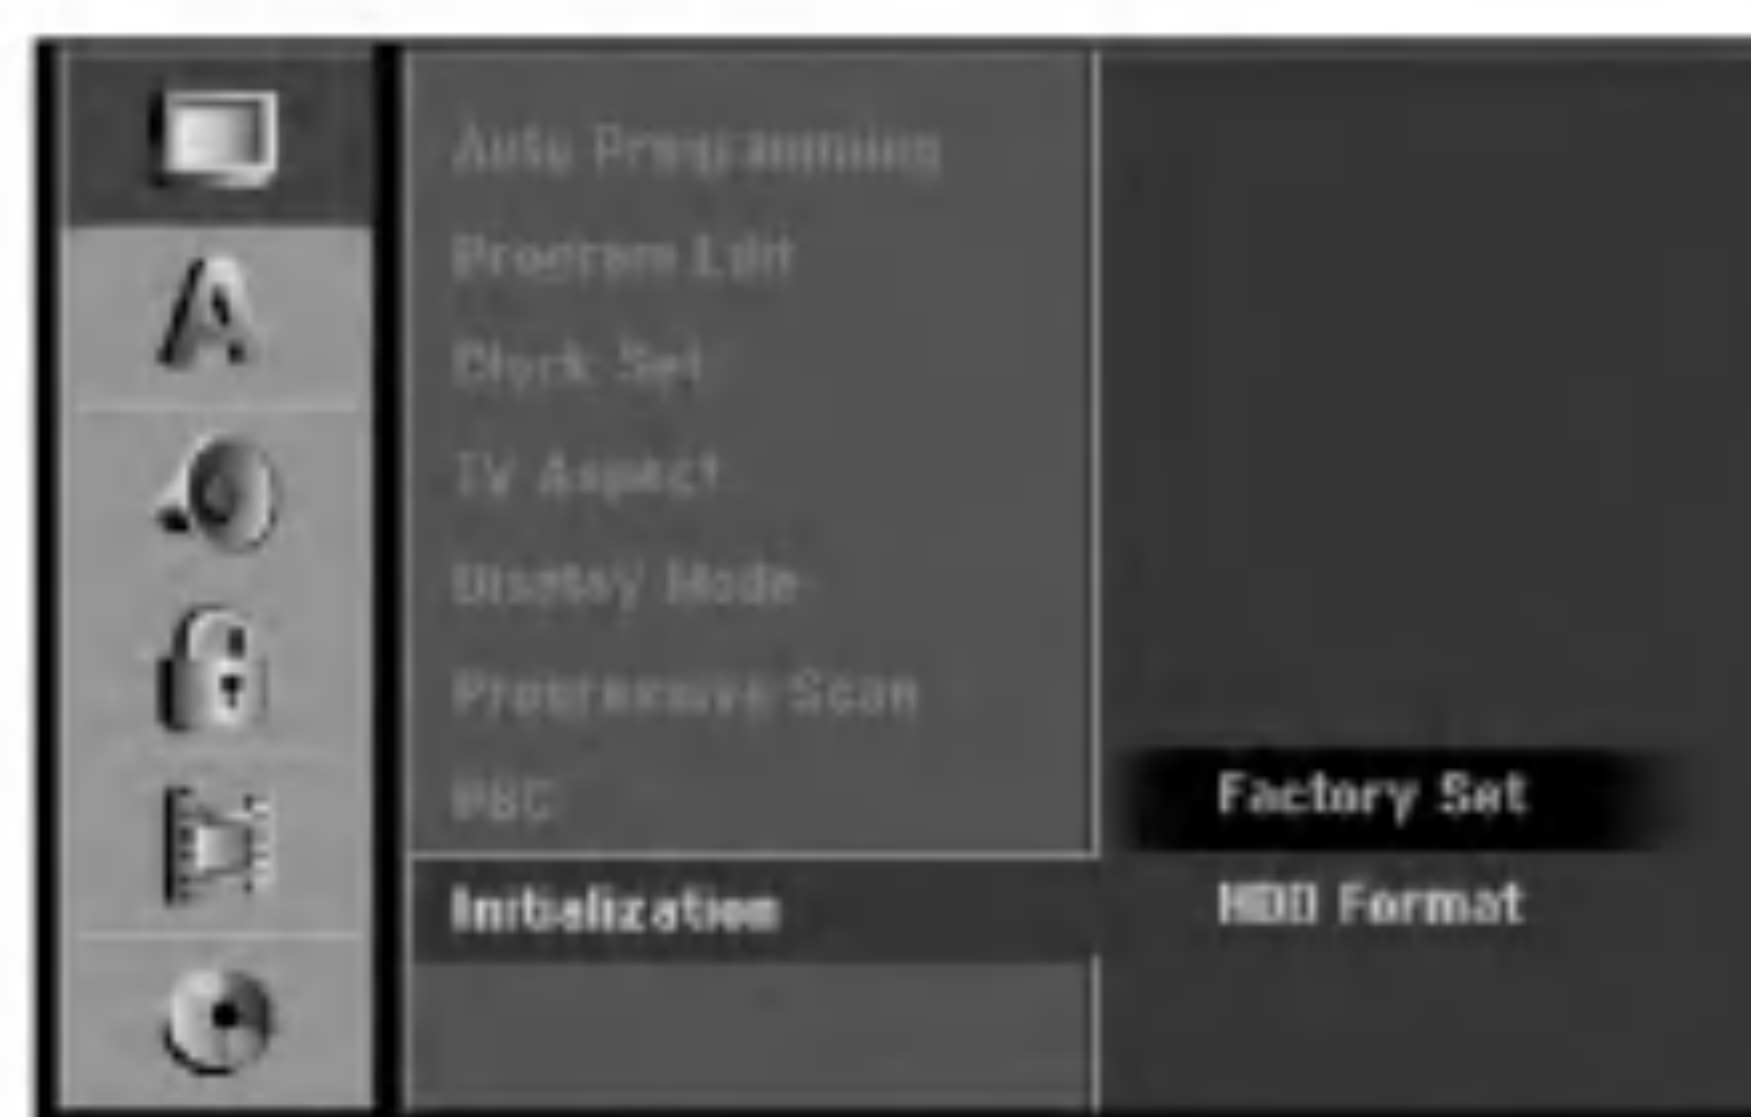 Auto Programming
Program Edit
Clock Set
TV Aspect
Display Mode
Progressive Scan
PBC
Initialization
Factory Set
HDD Format